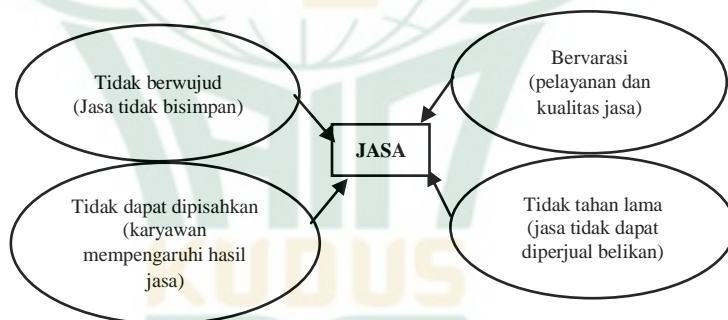 Tidak berwujud
(Jasa tidak bisimpan)
Bervarasi
(pelayanan dan
kualitas jasa)
JASA
Tidak dapat dipisahkan
(karyawan
mempengaruhi hasil
jasa)
Tidak tahan lama
(jasa tidak dapat
diperjual belikan)
KUDUS